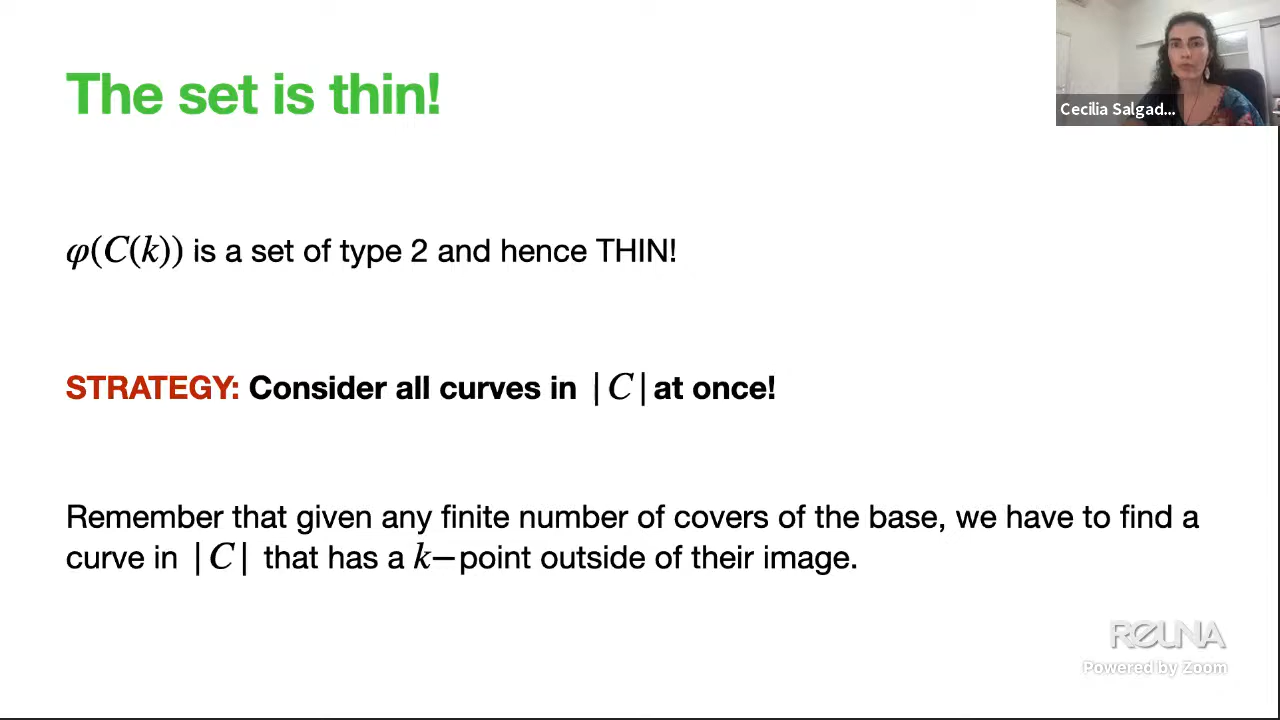 The set is thin!
Cecilia Salgad...
φ(C(k)) is a set of type 2 and hence THIN!
STRATEGY: Consider all curves in |C| at once!
Remember that given any finite number of covers of the base, we have to find a
curve in |C| that has a k−point outside of their image.
REUNA
Powered by Zoom